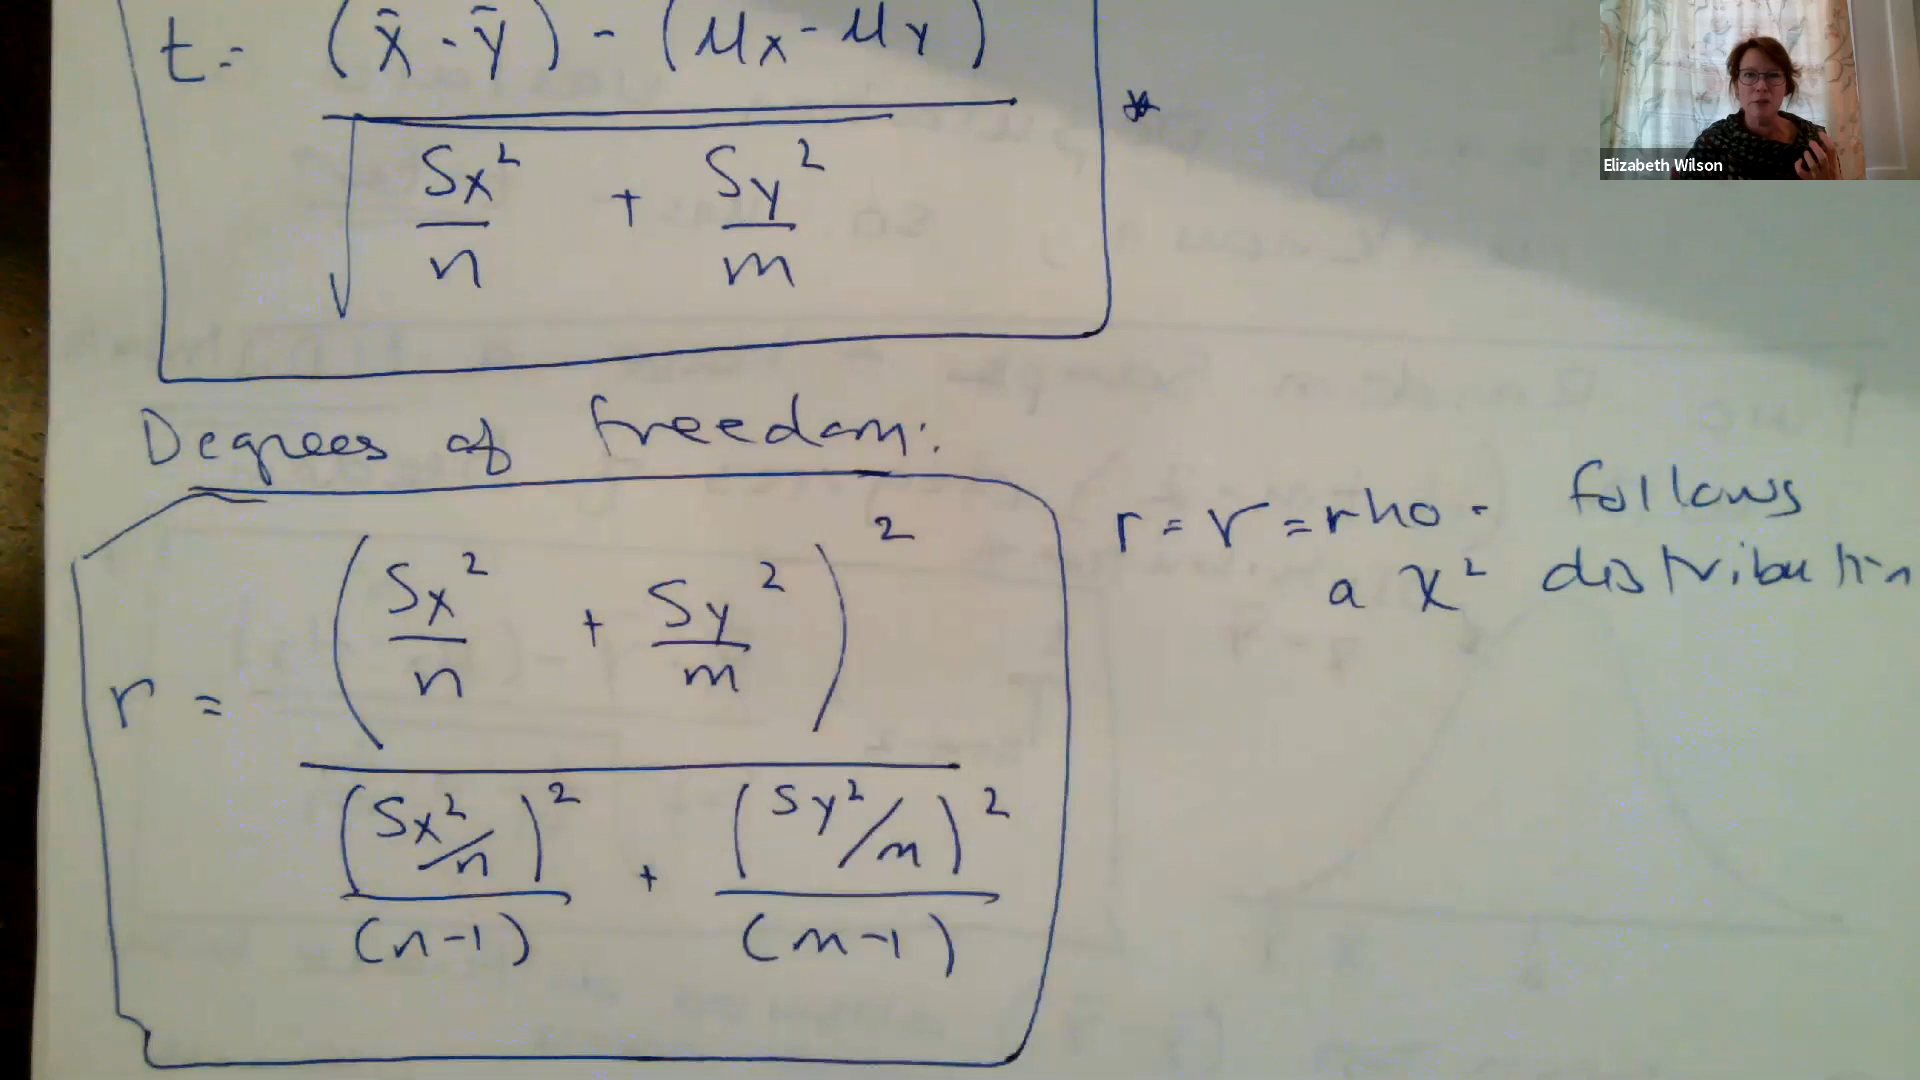 t = (x̄ - ȳ) - (μx - μy)
√ Sx²/n + Sy²/m
*
Elizabeth Wilson
Degrees of freedom:
r = (Sx²/n + Sy²/m)²
(Sx²/n)²/(n-1) + (Sy²/m)²/(m-1)
r = r = rho - follows
a χ² distribution